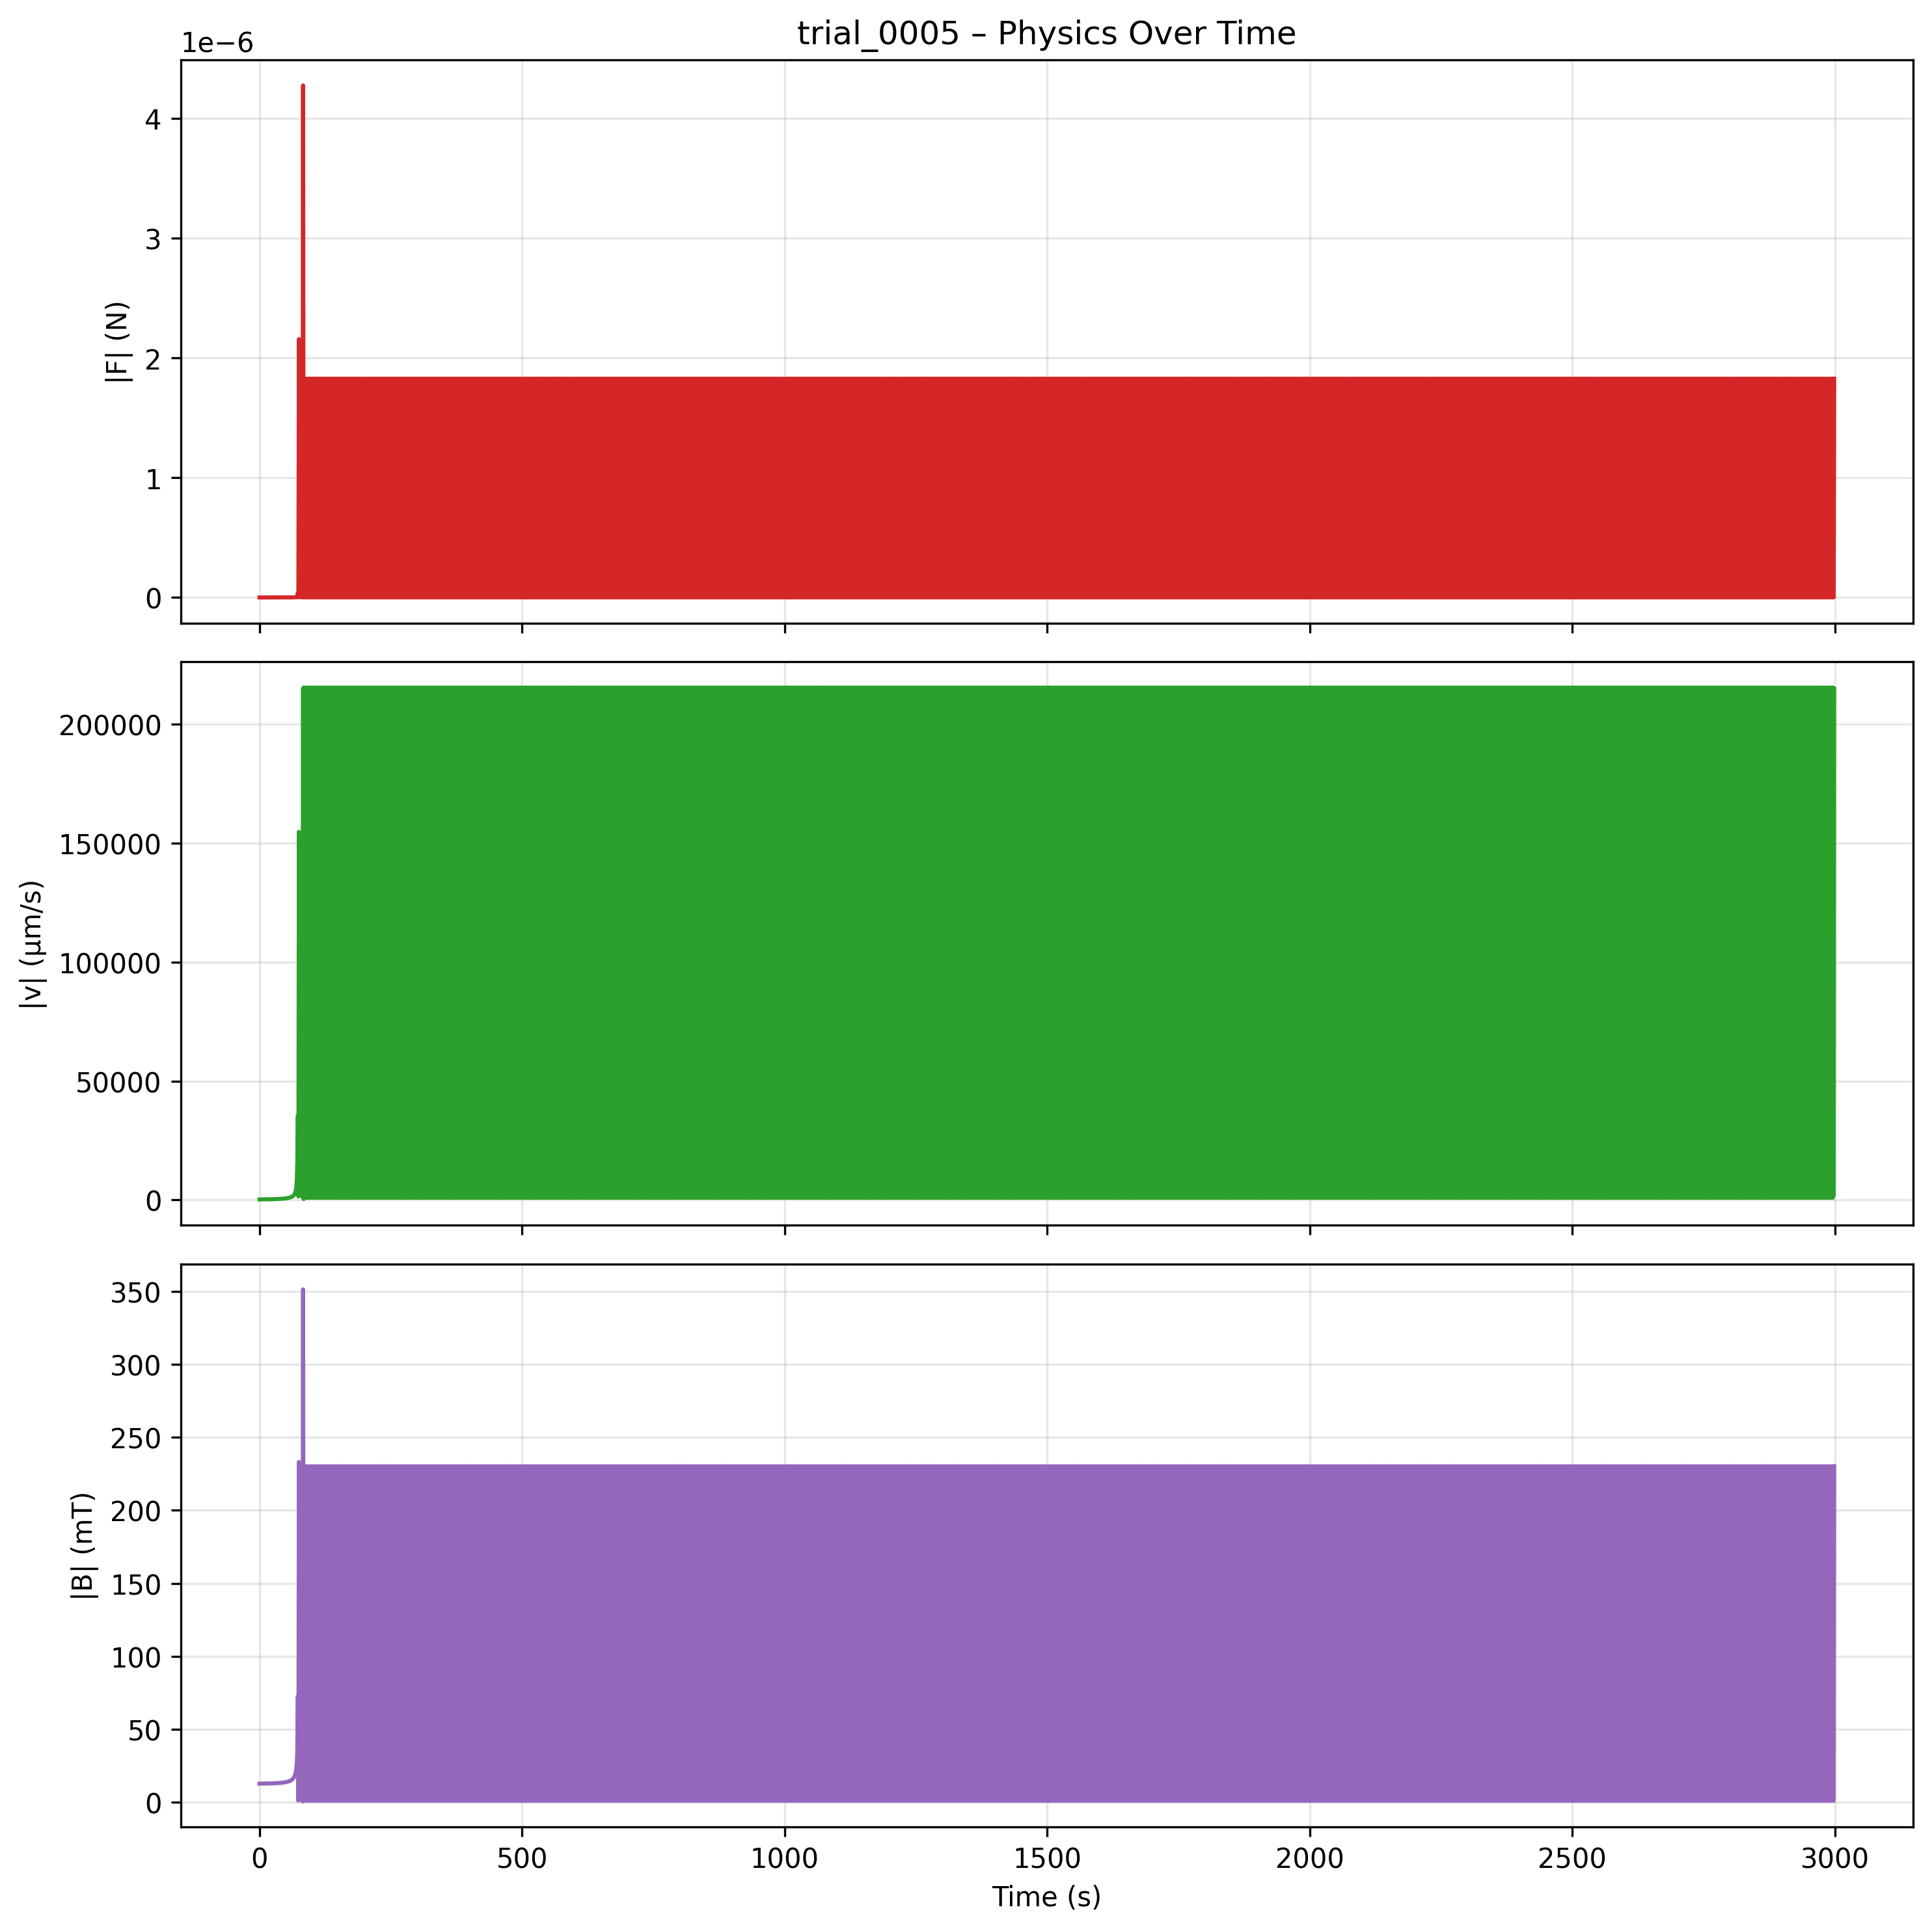 trial_0005 – Physics Over Time
1e−6
4
3
2
1
0
|F| (N)
200000
150000
100000
50000
0
|v| (µm/s)
350
300
250
200
150
100
50
0
|B| (mT)
0 500 1000 1500 2000 2500 3000
Time (s)